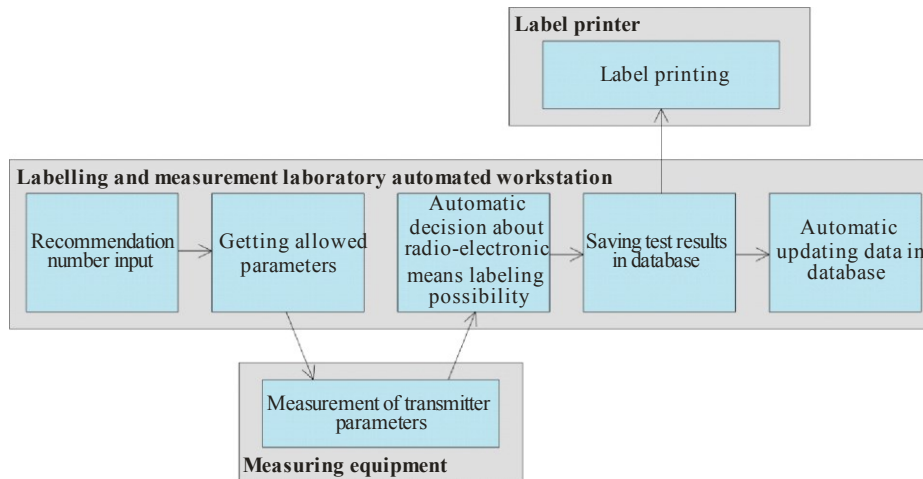 Label printer
Label printing
Labelling and measurement laboratory automated workstation
Recommendation
number input
Getting allowed
parameters
Automatic
decision about
radio-electronic
means labeling
possibility
Saving test results
in database
Automatic
updating data in
database
Measurement of transmitter
parameters
Measuring equipment